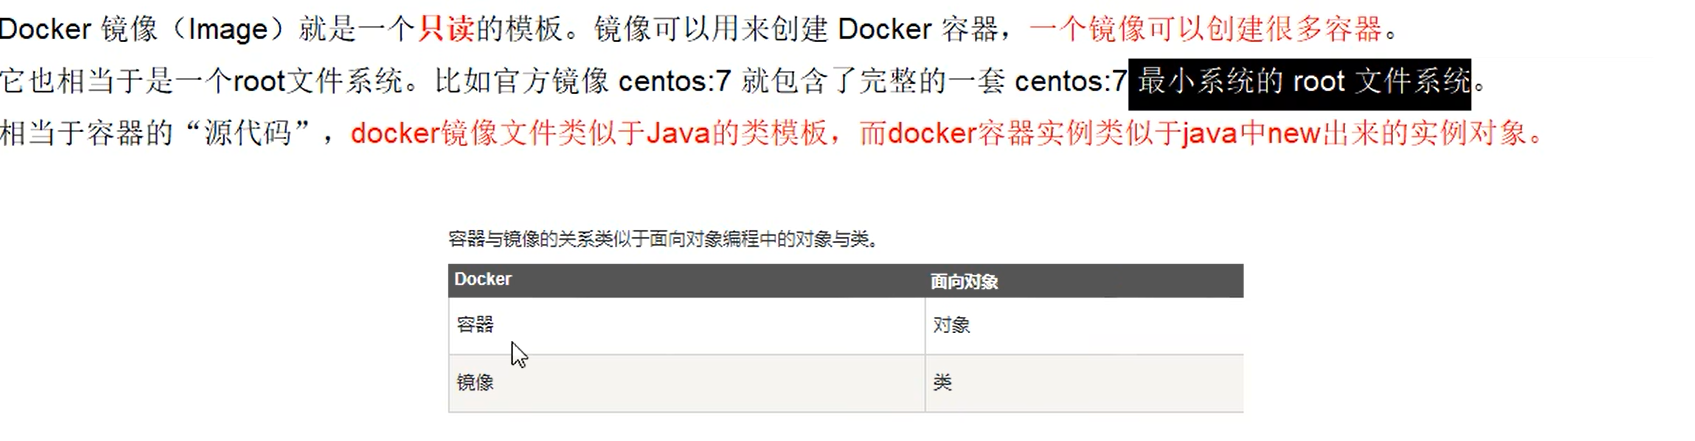 Docker 镜像（Image）就是一个只读的模板。镜像可以用来创建 Docker 容器，一个镜像可以创建很多容器。
它也相当于是一个root文件系统。比如官方镜像 centos:7 就包含了完整的一套 centos:7 最小系统的 root 文件系统。
相当于容器的“源代码”，docker镜像文件类似于Java的类模板，而docker容器实例类似于java中new出来的实例对象。
容器与镜像的关系类似于面向对象编程中的对象与类。
Docker 面向对象
容器 对象
镜像 类